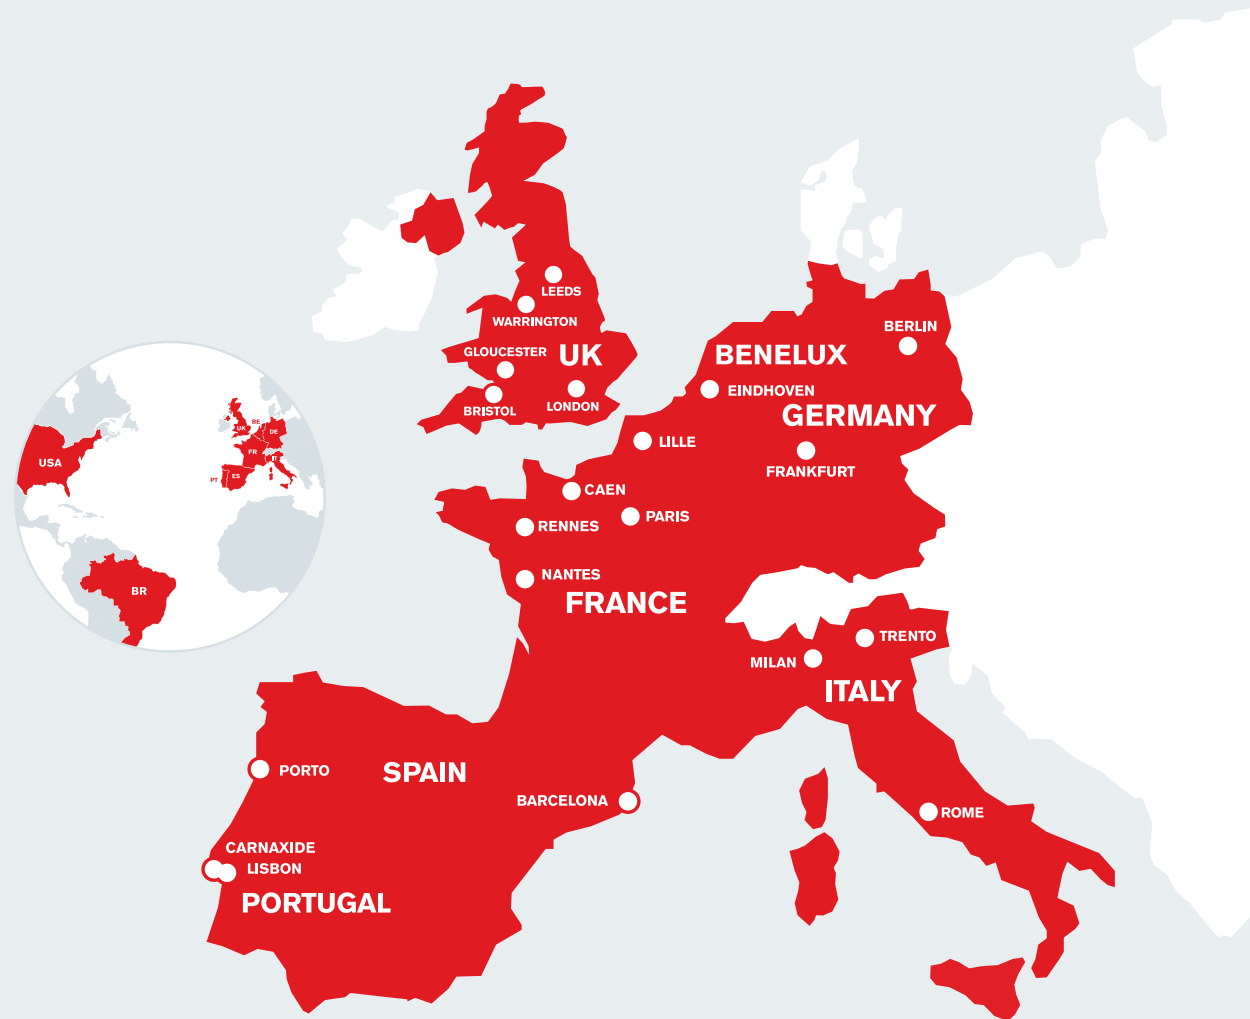 LEEDS
WARRINGTON
GLOUCESTER
UK
BRISTOL
LONDON
BERLIN
BENELUX
EINDHOVEN
GERMANY
FRANKFURT
LILLE
CAEN
PARIS
RENNES
NANTES
FRANCE
TRENTO
MILAN
ITALY
ROME
SPAIN
BARCELONA
PORTO
CARNAXIDE
LISBON
PORTUGAL
USA
BR
UK
BE
DE
FR
IT
PT
ES